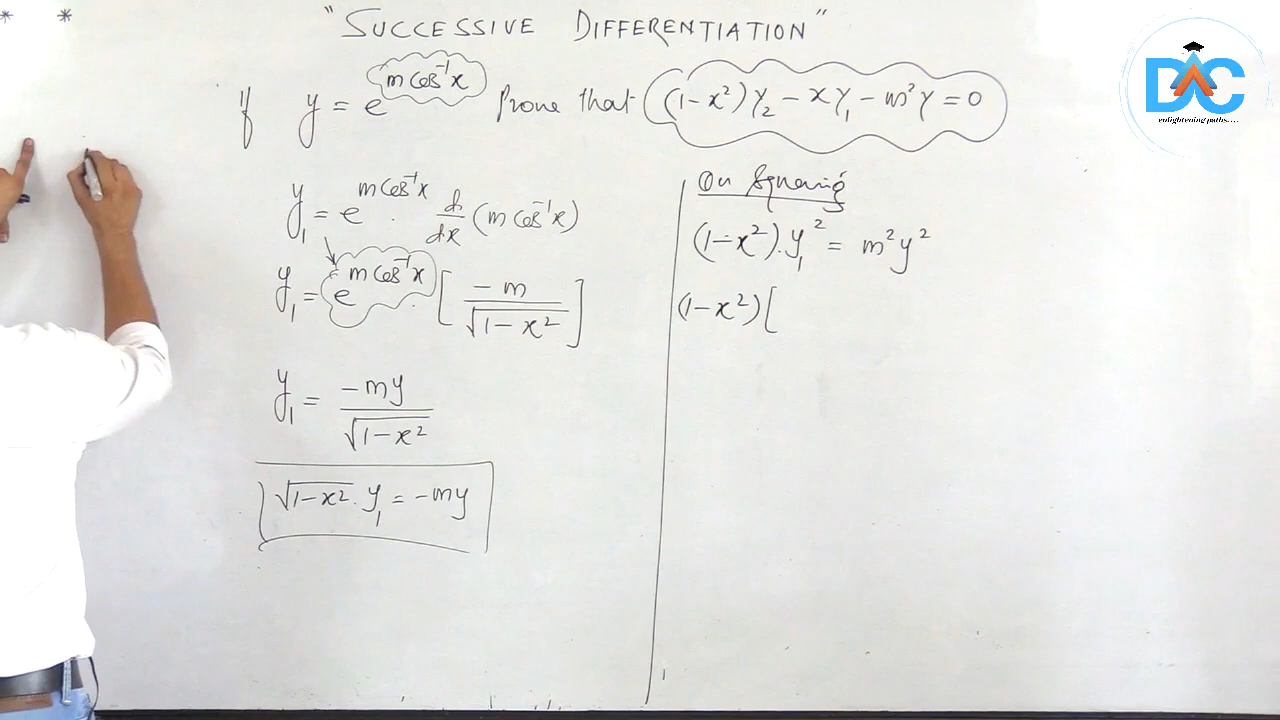 * *
"SUCCESSIVE DIFFERENTIATION"
If y = e^{m cos⁻¹x} Prove that (1-x²)y₂ - xy₁ - m²y = 0
y₁ = e^{m cos⁻¹x} . d/dx (m cos⁻¹x)
y₁ = e^{m cos⁻¹x} . [-m/√(1-x²)]
y₁ = -my/√(1-x²)
√(1-x²) . y₁ = -my
On Squaring
(1-x²).y₁² = m²y²
(1-x²)[
DAC
enlightening paths....